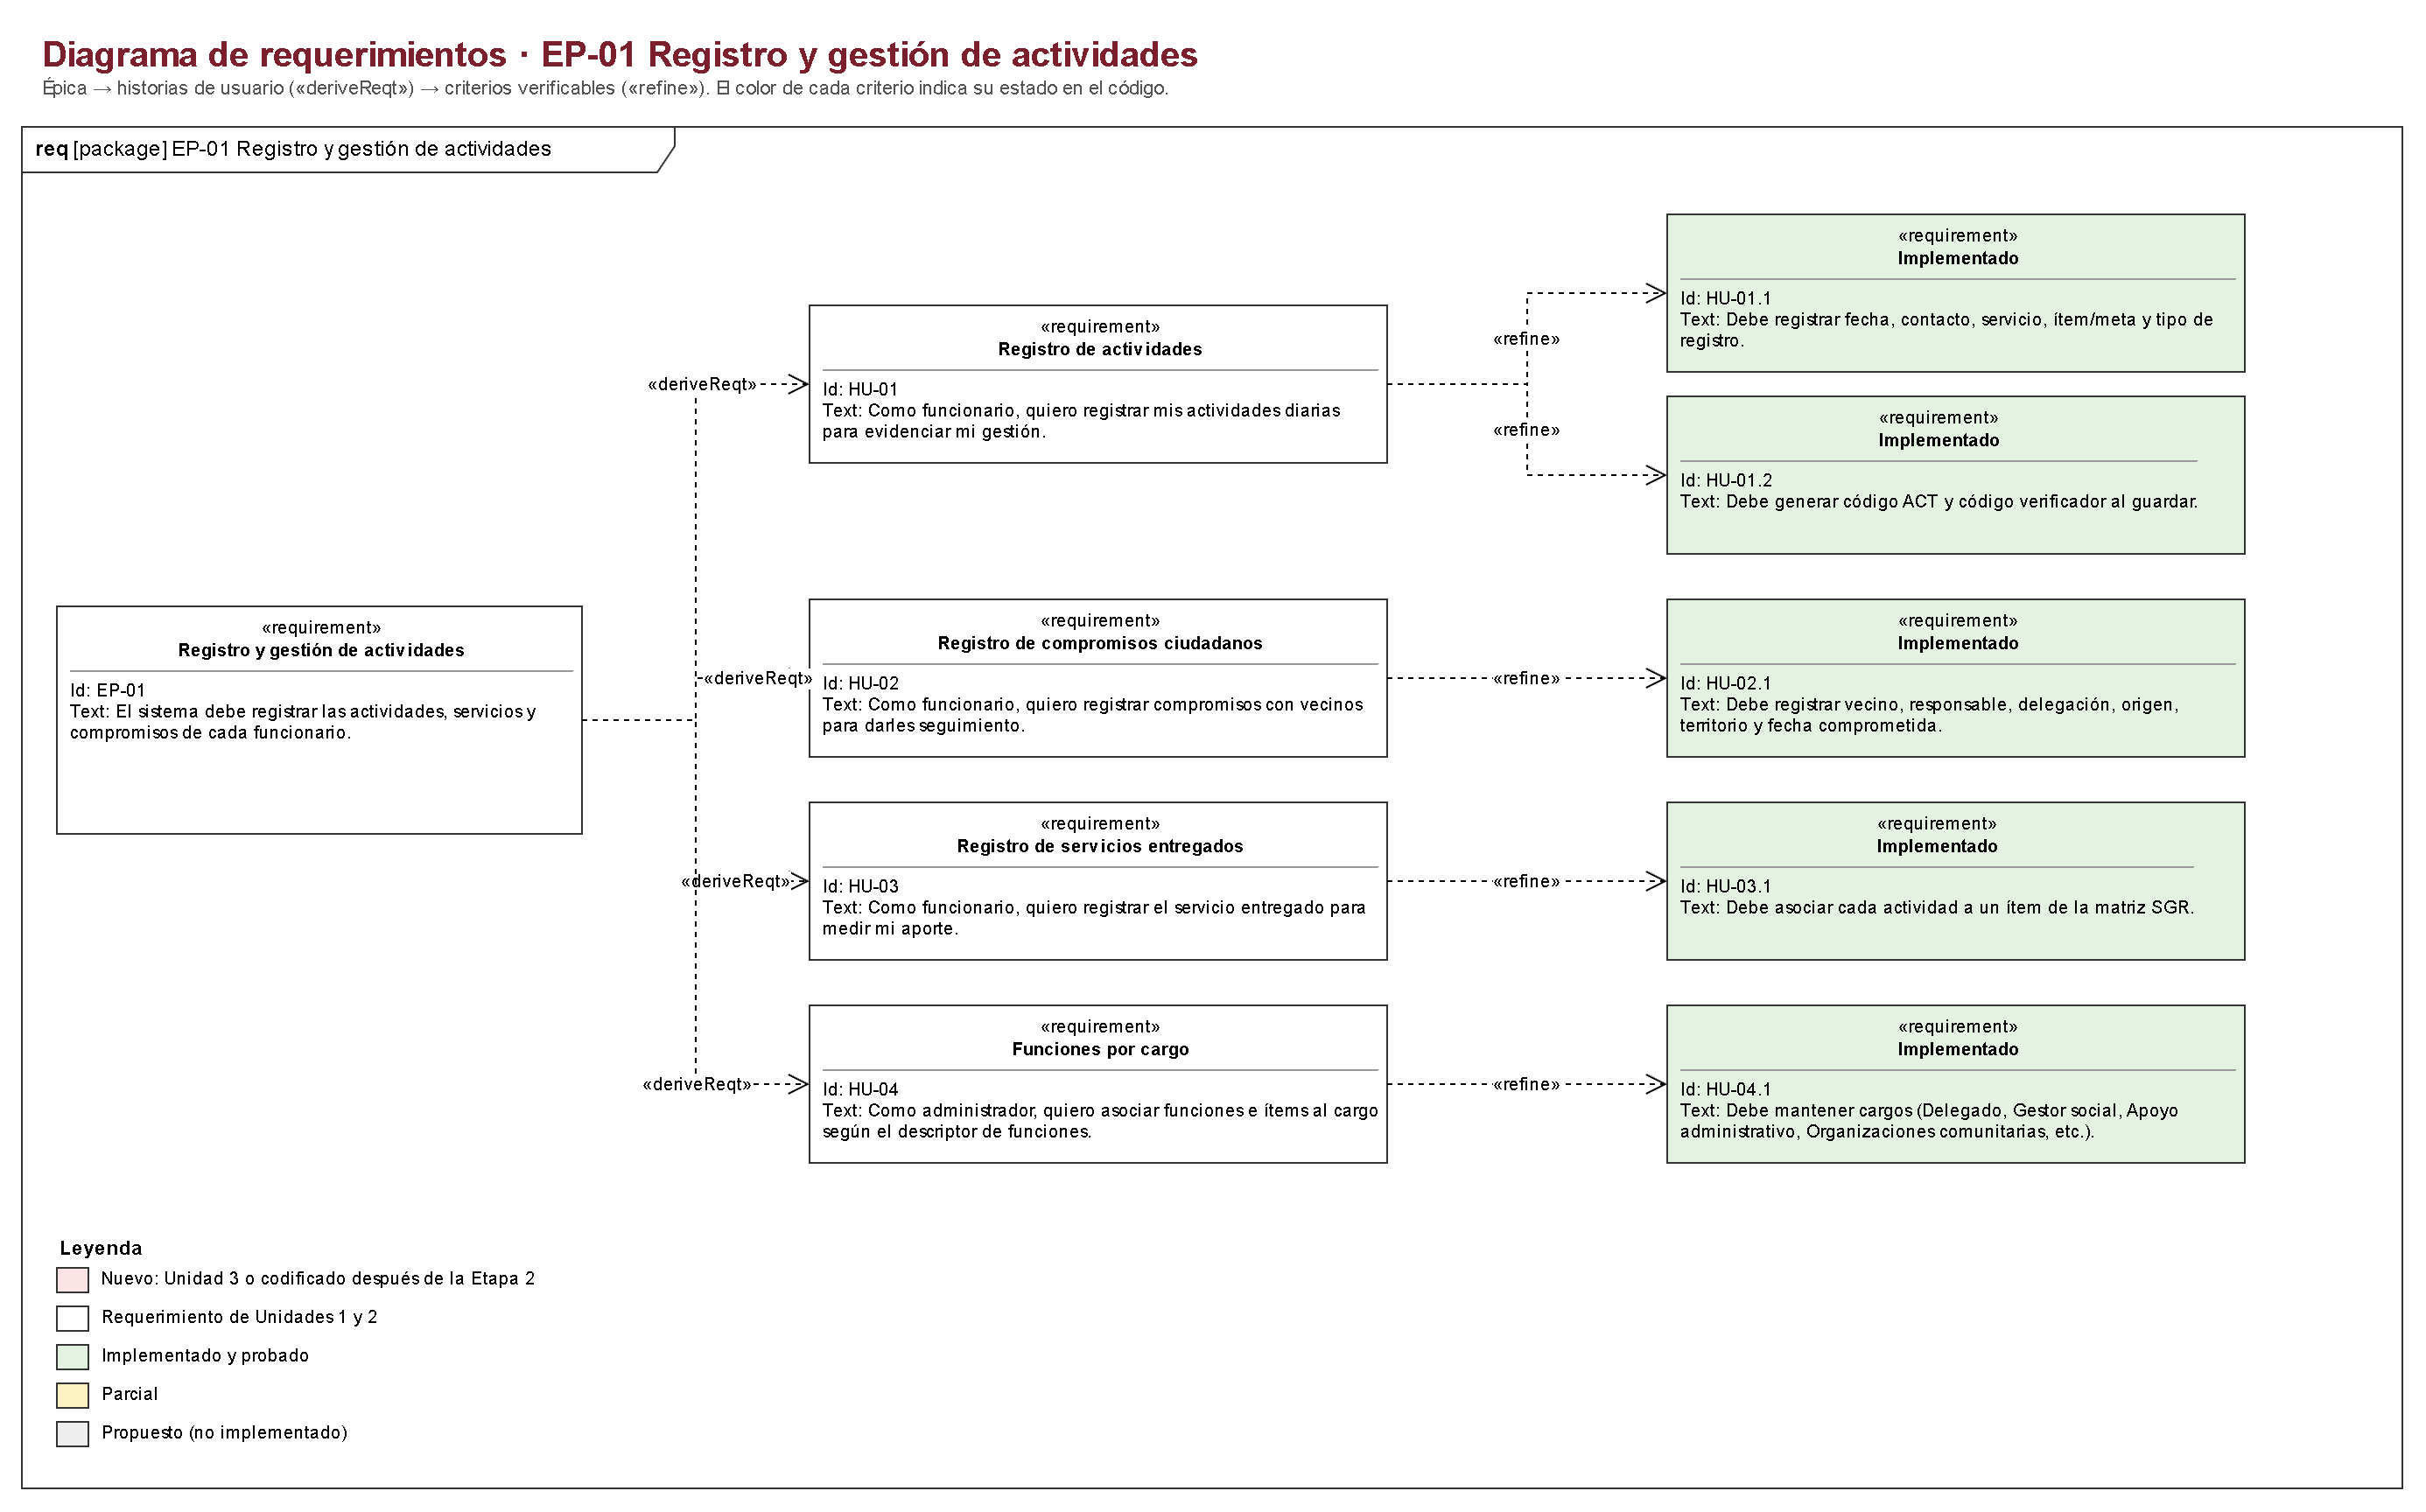 Diagrama de requerimientos · EP-01 Registro y gestión de actividades
Épica → historias de usuario («deriveReqt») → criterios verificables («refine»). El color de cada criterio indica su estado en el código.
req [package] EP-01 Registro y gestión de actividades
«requirement»
Registro y gestión de actividades
Id: EP-01
Text: El sistema debe registrar las actividades, servicios y
compromisos de cada funcionario.
«deriveReqt»
«deriveReqt»
«deriveReqt»
«deriveReqt»
«requirement»
Registro de actividades
Id: HU-01
Text: Como funcionario, quiero registrar mis actividades diarias
para evidenciar mi gestión.
«refine»
«refine»
«requirement»
Implementado
Id: HU-01.1
Text: Debe registrar fecha, contacto, servicio, ítem/meta y tipo de
registro.
«requirement»
Implementado
Id: HU-01.2
Text: Debe generar código ACT y código verificador al guardar.
«requirement»
Registro de compromisos ciudadanos
Id: HU-02
Text: Como funcionario, quiero registrar compromisos con vecinos
para darles seguimiento.
«refine»
«requirement»
Implementado
Id: HU-02.1
Text: Debe registrar vecino, responsable, delegación, origen,
territorio y fecha comprometida.
«requirement»
Registro de servicios entregados
Id: HU-03
Text: Como funcionario, quiero registrar el servicio entregado para
medir mi aporte.
«refine»
«requirement»
Implementado
Id: HU-03.1
Text: Debe asociar cada actividad a un ítem de la matriz SGR.
«requirement»
Funciones por cargo
Id: HU-04
Text: Como administrador, quiero asociar funciones e ítems al cargo
según el descriptor de funciones.
«refine»
«requirement»
Implementado
Id: HU-04.1
Text: Debe mantener cargos (Delegado, Gestor social, Apoyo
administrativo, Organizaciones comunitarias, etc.).
Leyenda
Nuevo: Unidad 3 o codificado después de la Etapa 2
Requerimiento de Unidades 1 y 2
Implementado y probado
Parcial
Propuesto (no implementado)